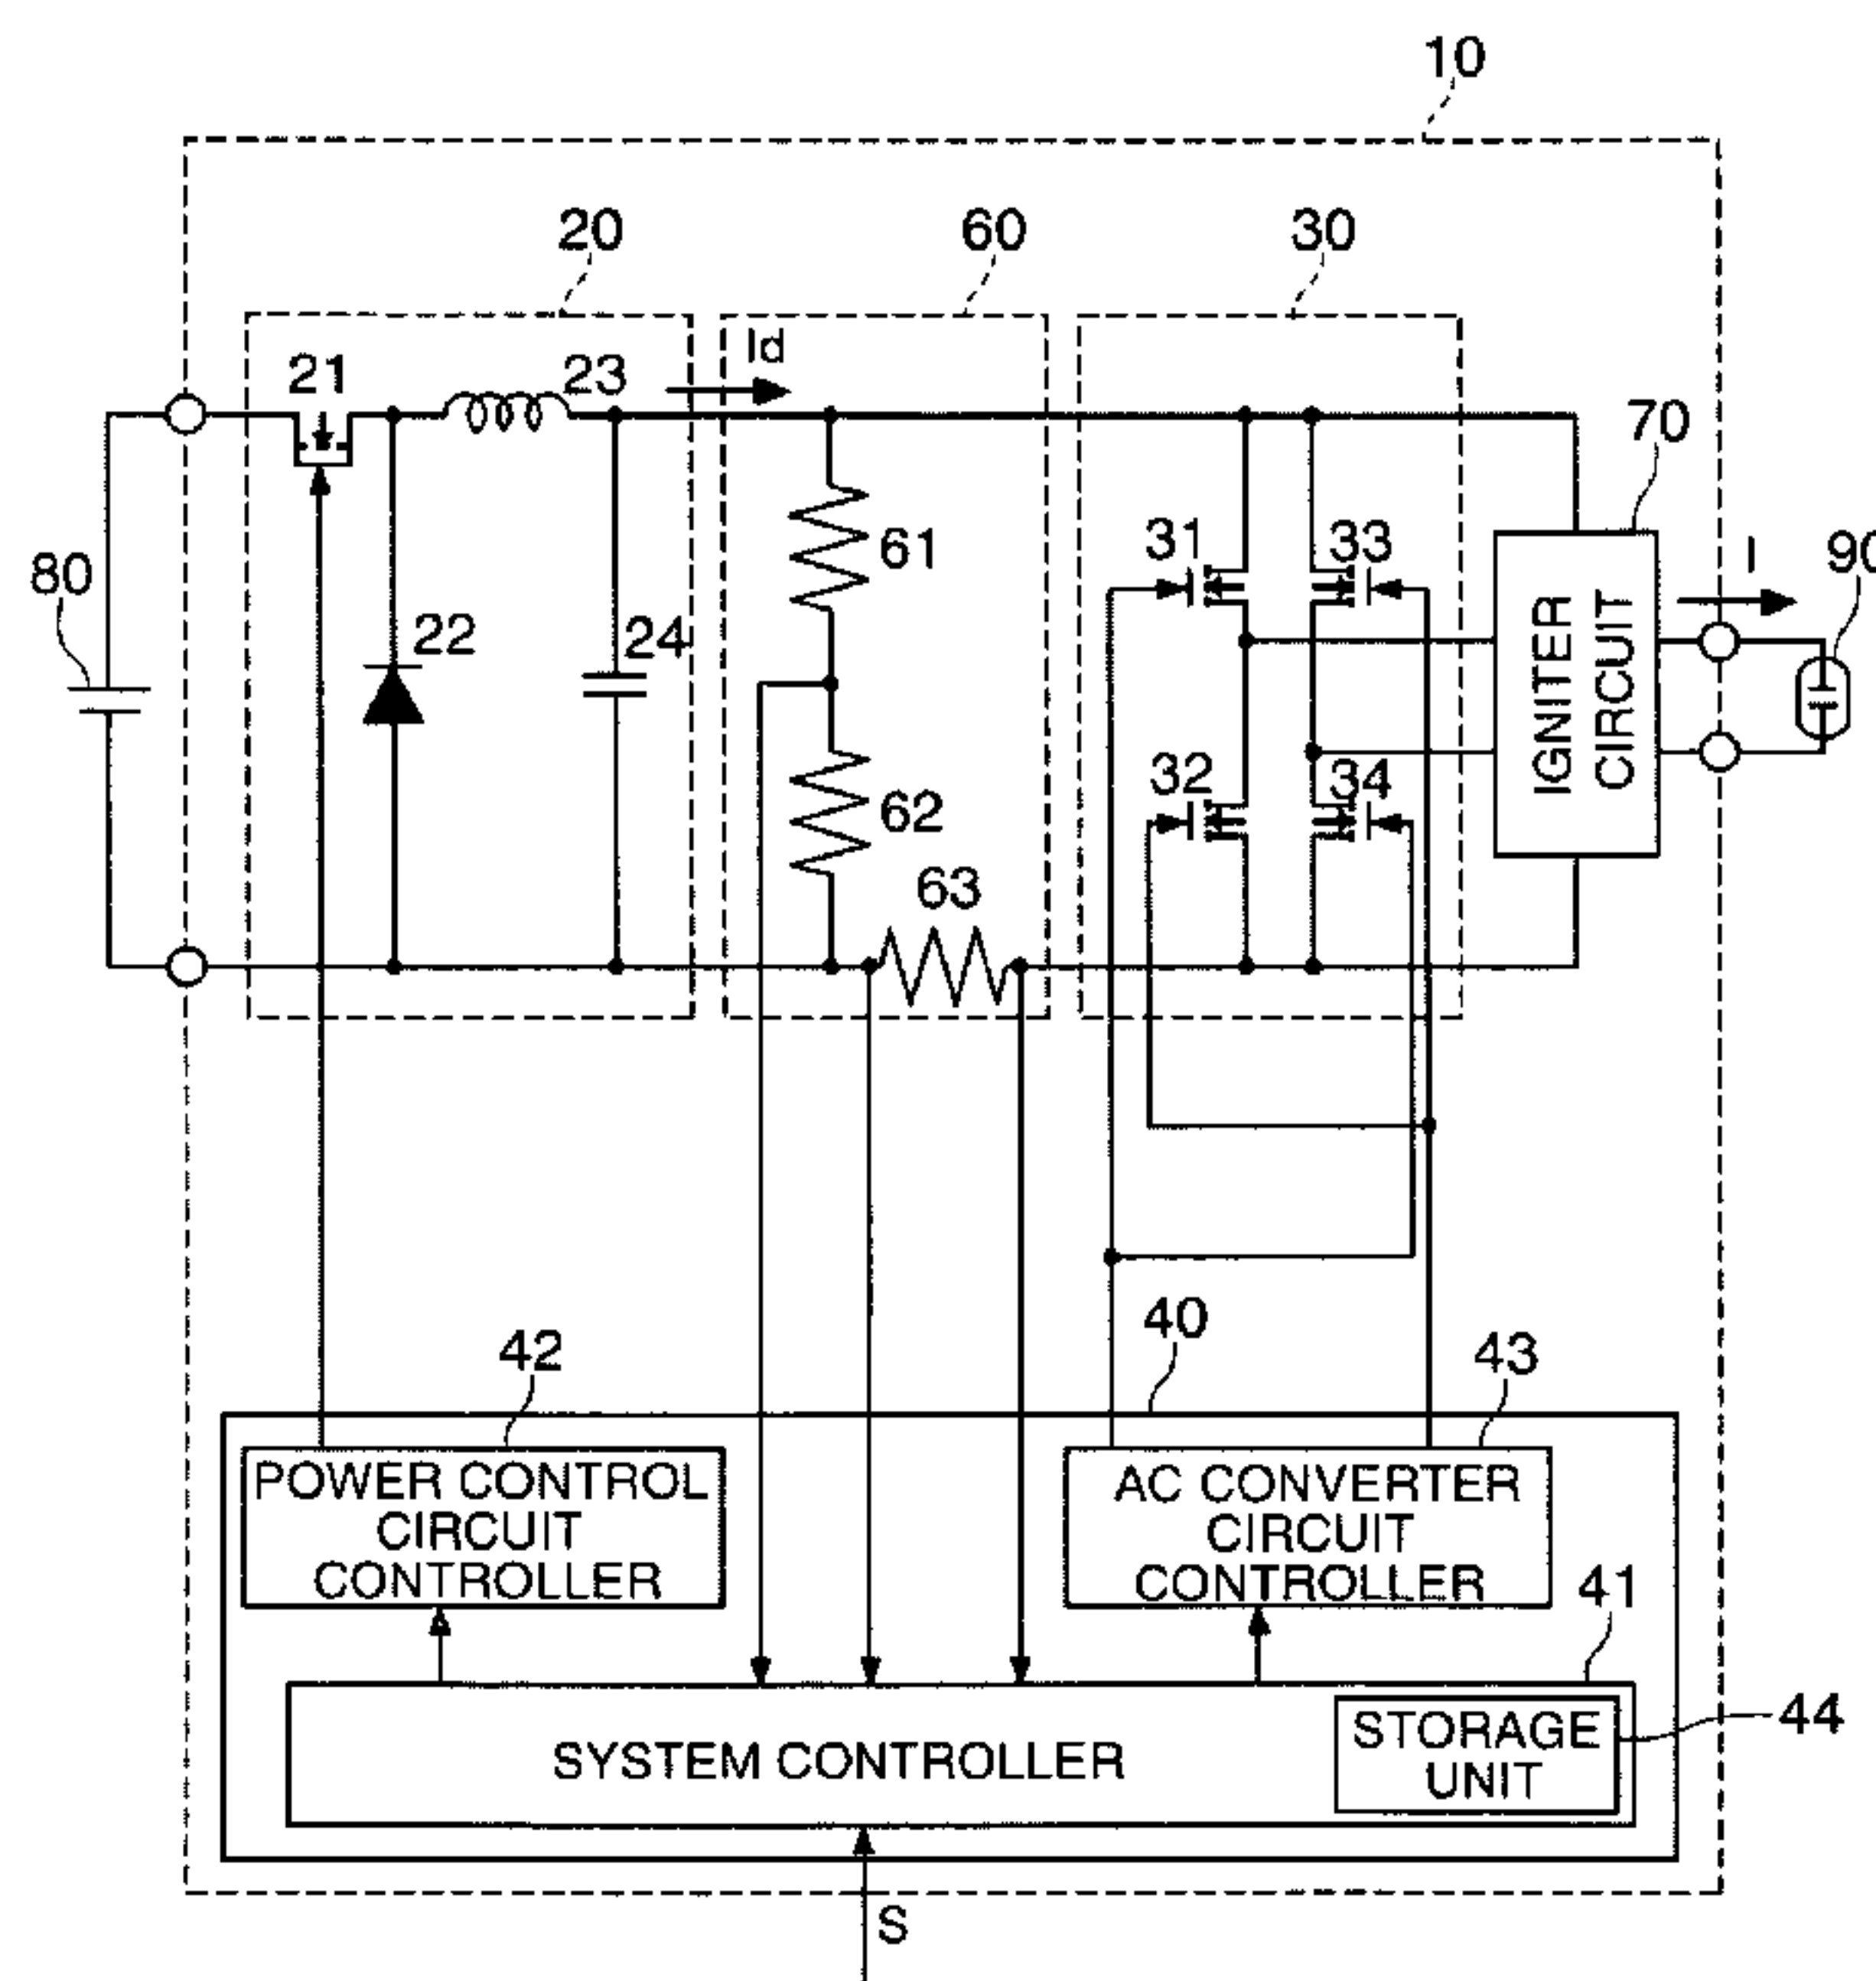 10
20
60
30
Id
21
23
70
31
33
I
90
80
61
22
24
IGNITER
CIRCUIT
32
34
62
63
40
42
43
POWER CONTROL
CIRCUIT
CONTROLLER
AC CONVERTER
CIRCUIT
CONTROLLER
41
44
STORAGE
UNIT
SYSTEM CONTROLLER
S